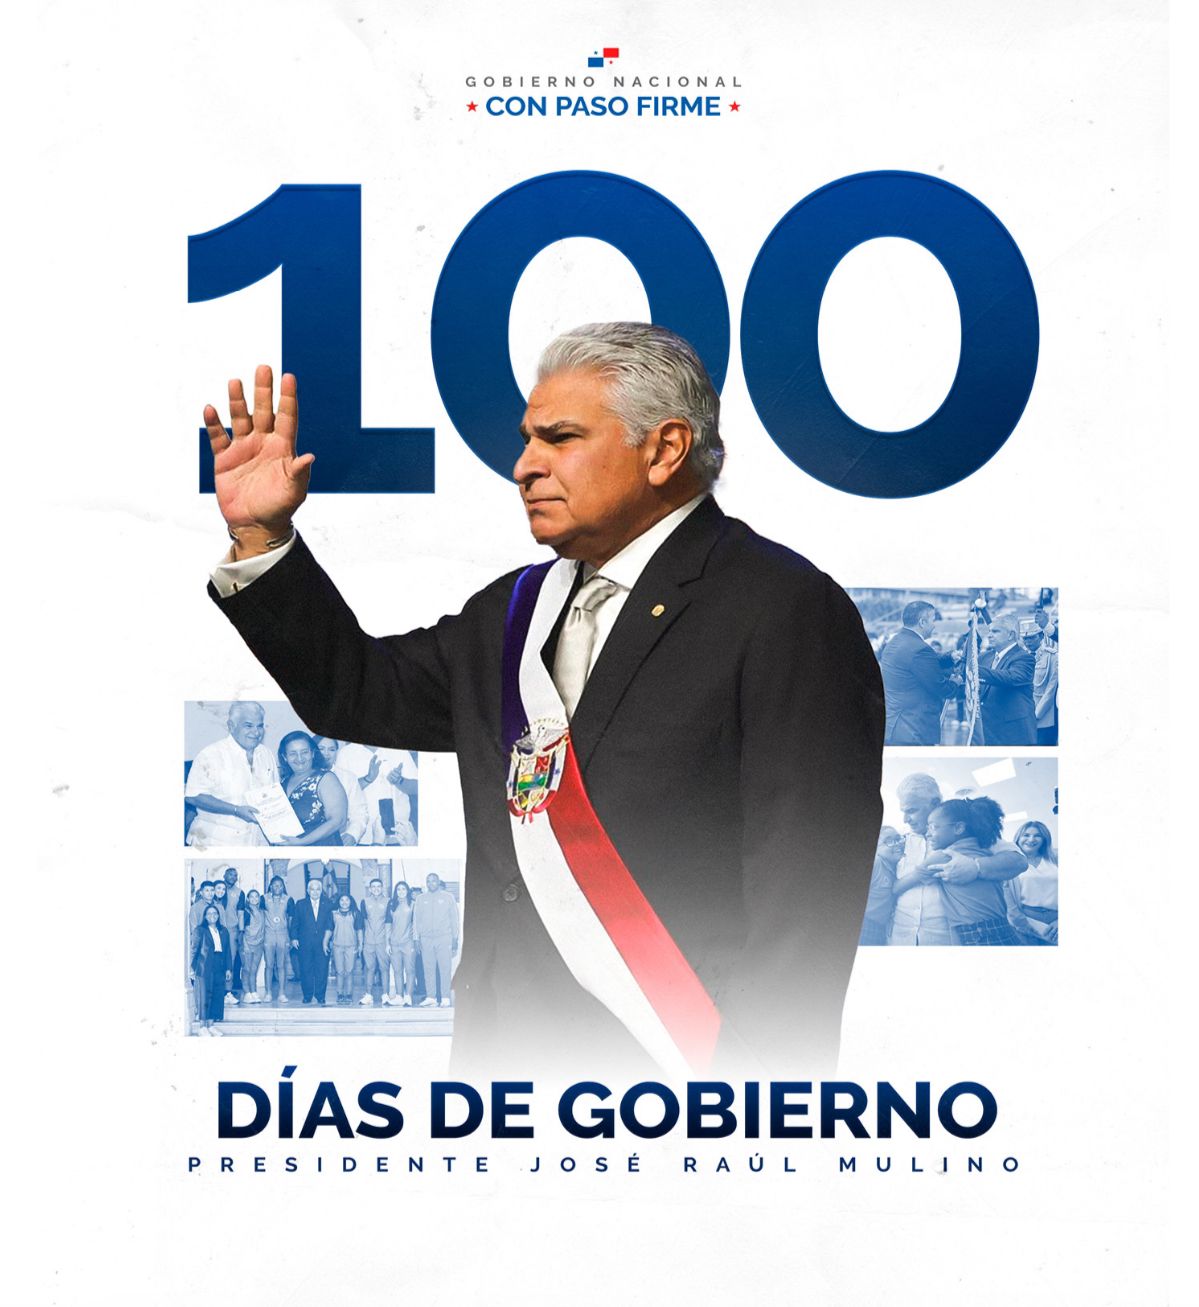 GOBIERNO NACIONAL
CON PASO FIRME
100
DÍAS DE GOBIERNO
PRESIDENTE JOSÉ RAÚL MULINO